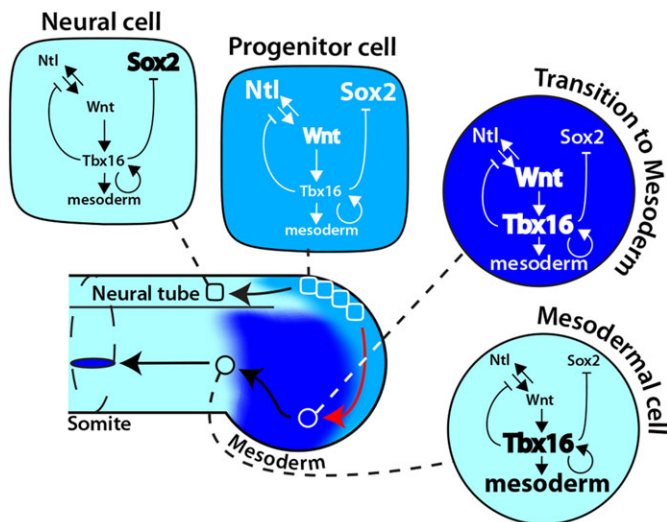 Neural cell
Ntl
Sox2
Wnt
Tbx16
mesoderm
Progenitor cell
Ntl
Sox2
Wnt
Tbx16
mesoderm
Transition to Mesoderm
Ntl
Sox2
Wnt
Tbx16
mesoderm
Neural tube
Somite
Mesoderm
Mesodermal cell
Ntl
Sox2
Wnt
Tbx16
mesoderm